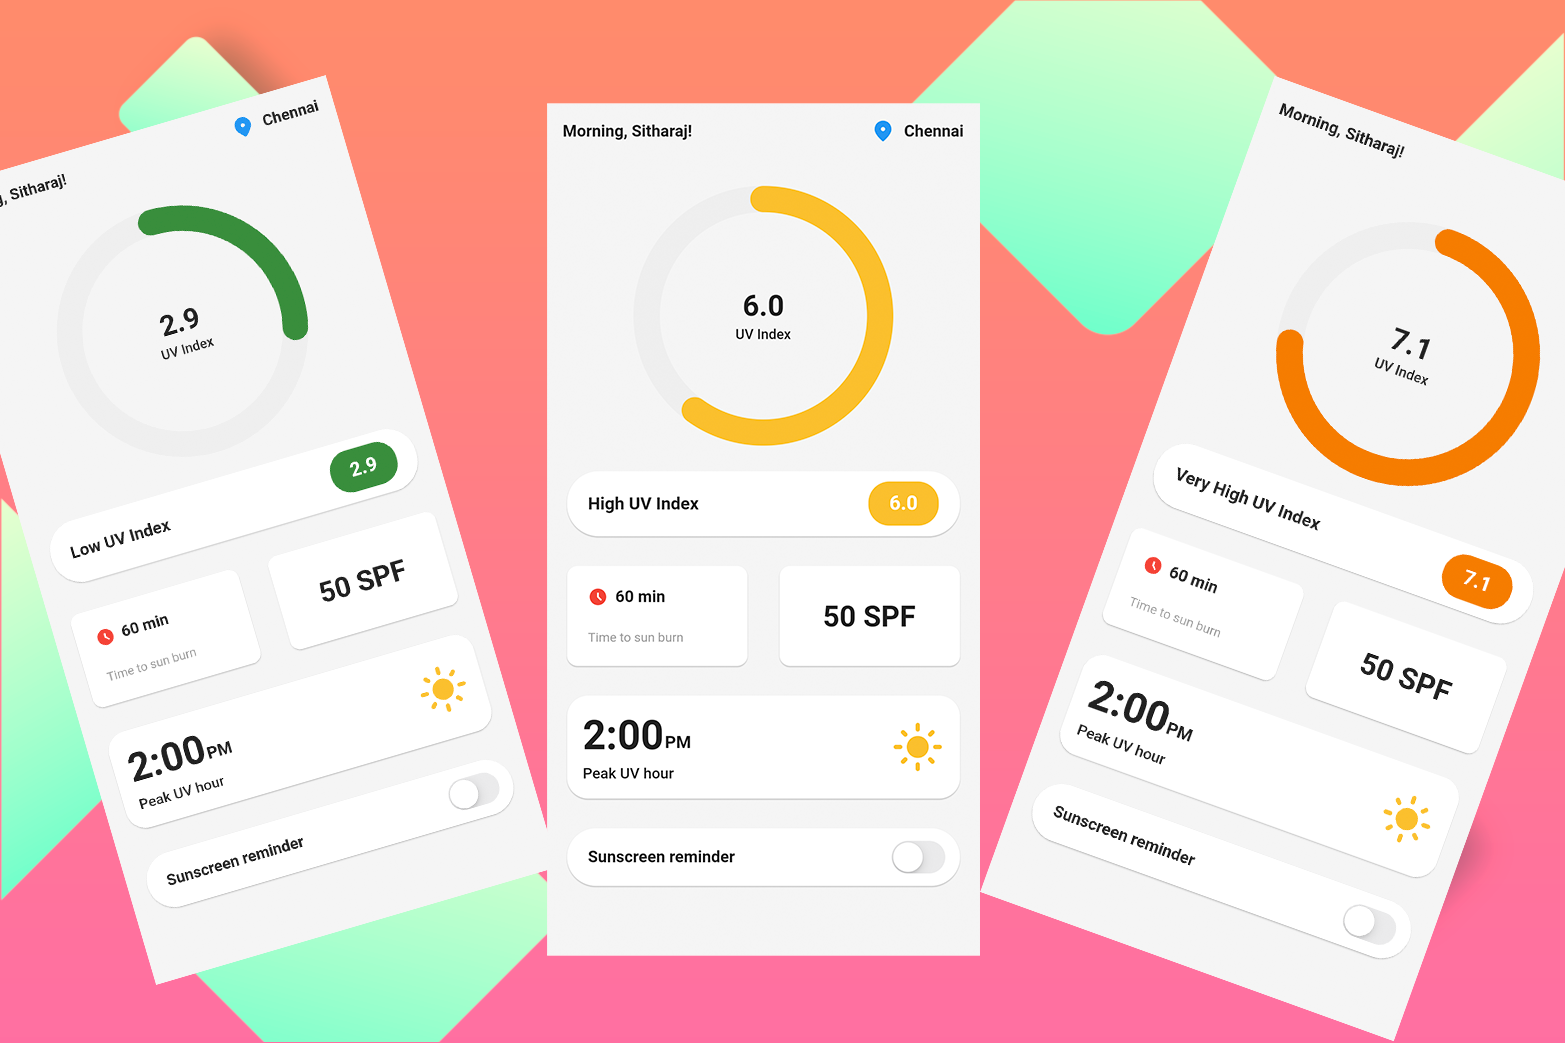 Chennai
, Sitharaj!
2.9
UV Index
Low UV Index
2.9
60 min
Time to sun burn
50 SPF
2:00PM
Peak UV hour
Sunscreen reminder
Morning, Sitharaj!
Chennai
6.0
UV Index
High UV Index
6.0
60 min
Time to sun burn
50 SPF
2:00PM
Peak UV hour
Sunscreen reminder
Morning, Sitharaj!
7.1
UV Index
Very High UV Index
7.1
60 min
Time to sun burn
50 SPF
2:00PM
Peak UV hour
Sunscreen reminder